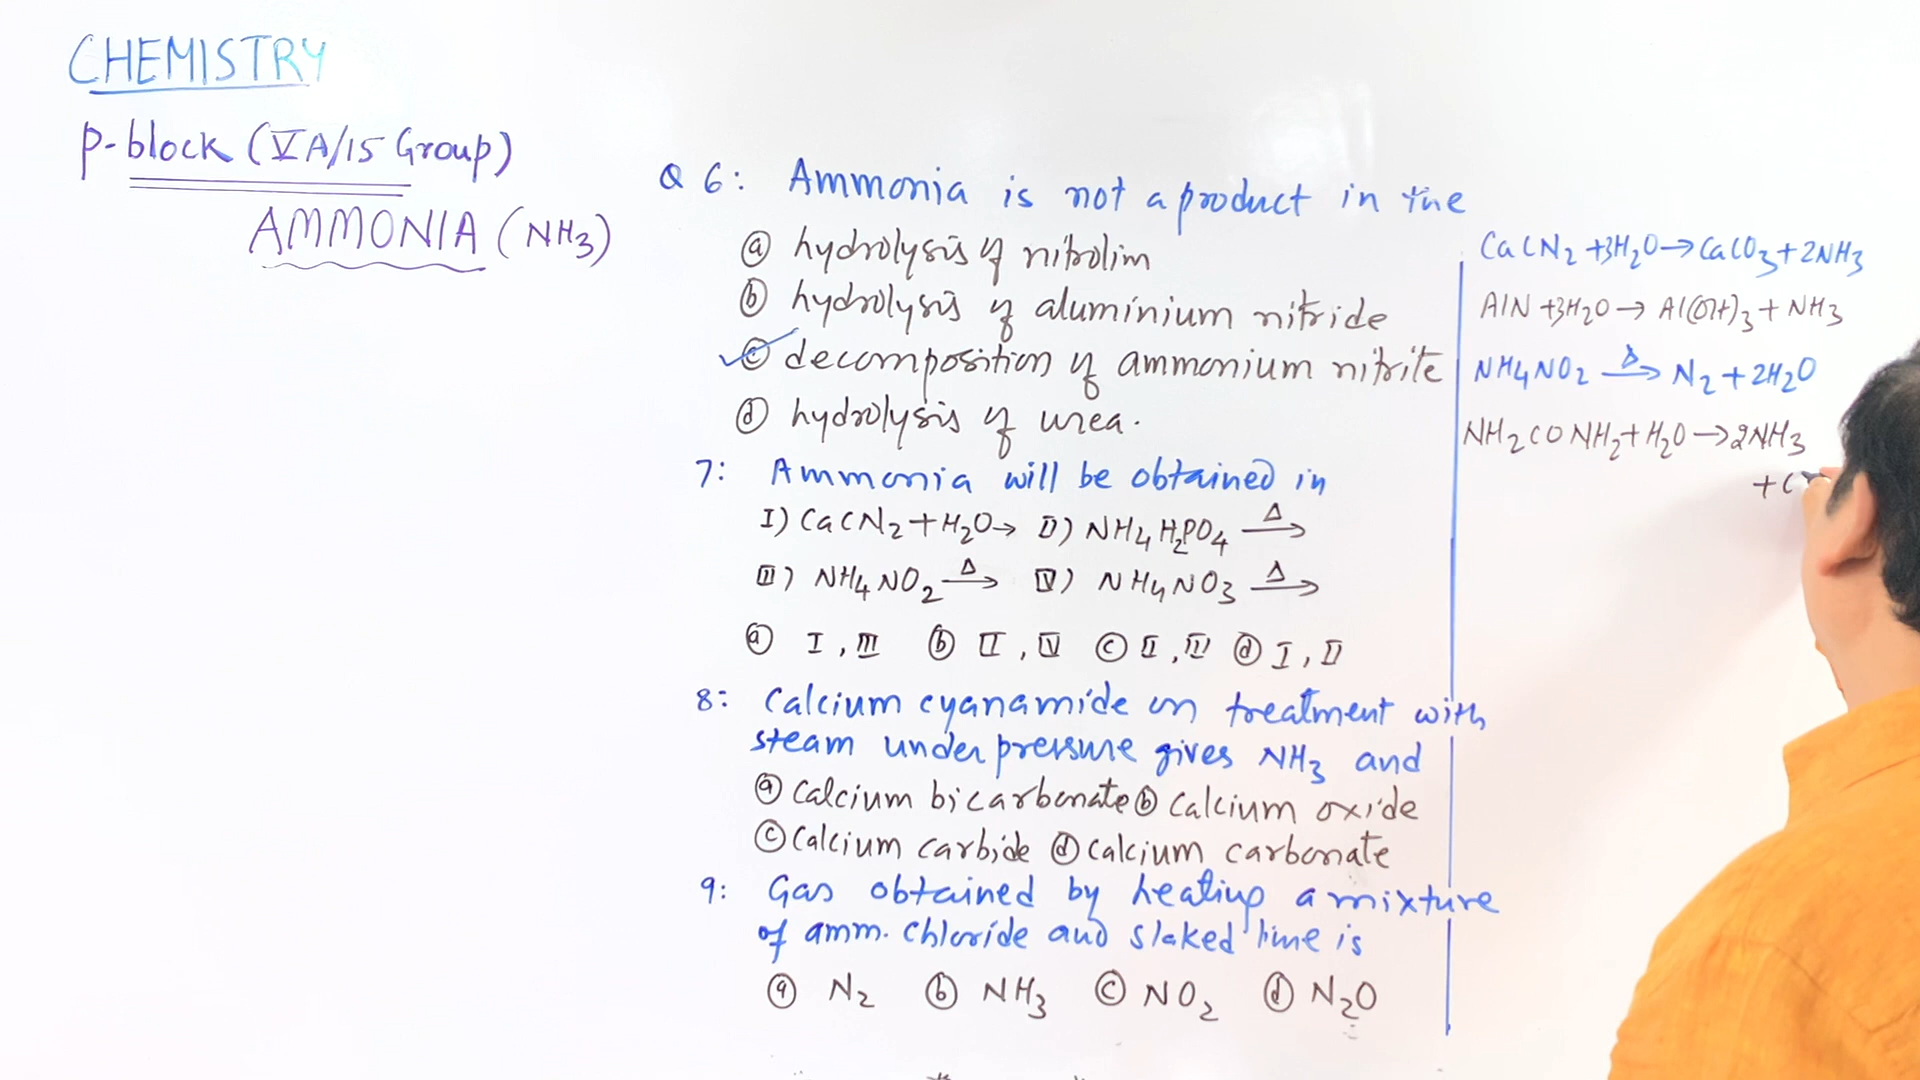 CHEMISTRY
p-block (VA/15 Group)
AMMONIA (NH3)
Q 6: Ammonia is not a product in the
(a) hydrolysis of nitrolim
(b) hydrolysis of aluminium nitride
(c) decomposition of ammonium nitrite
(d) hydrolysis of urea.
7: Ammonia will be obtained in
I) CaCN2 + H2O → II) NH4H2PO4 Δ→
III) NH4NO2 Δ→ IV) NH4NO3 Δ→
(a) I, III (b) II, IV (c) II, III (d) I, II
8: Calcium cyanamide on treatment with
steam under pressure gives NH3 and
(a) Calcium bicarbonate (b) Calcium oxide
(c) Calcium carbide (d) Calcium carbonate
9: Gas obtained by heating a mixture
of amm. chloride and slaked lime is
(a) N2 (b) NH3 (c) NO2 (d) N2O
CaCN2 + 3H2O → CaCO3 + 2NH3
AlN + 3H2O → Al(OH)3 + NH3
NH4NO2 Δ→ N2 + 2H2O
NH2CONH2 + H2O → 2NH3
+ C